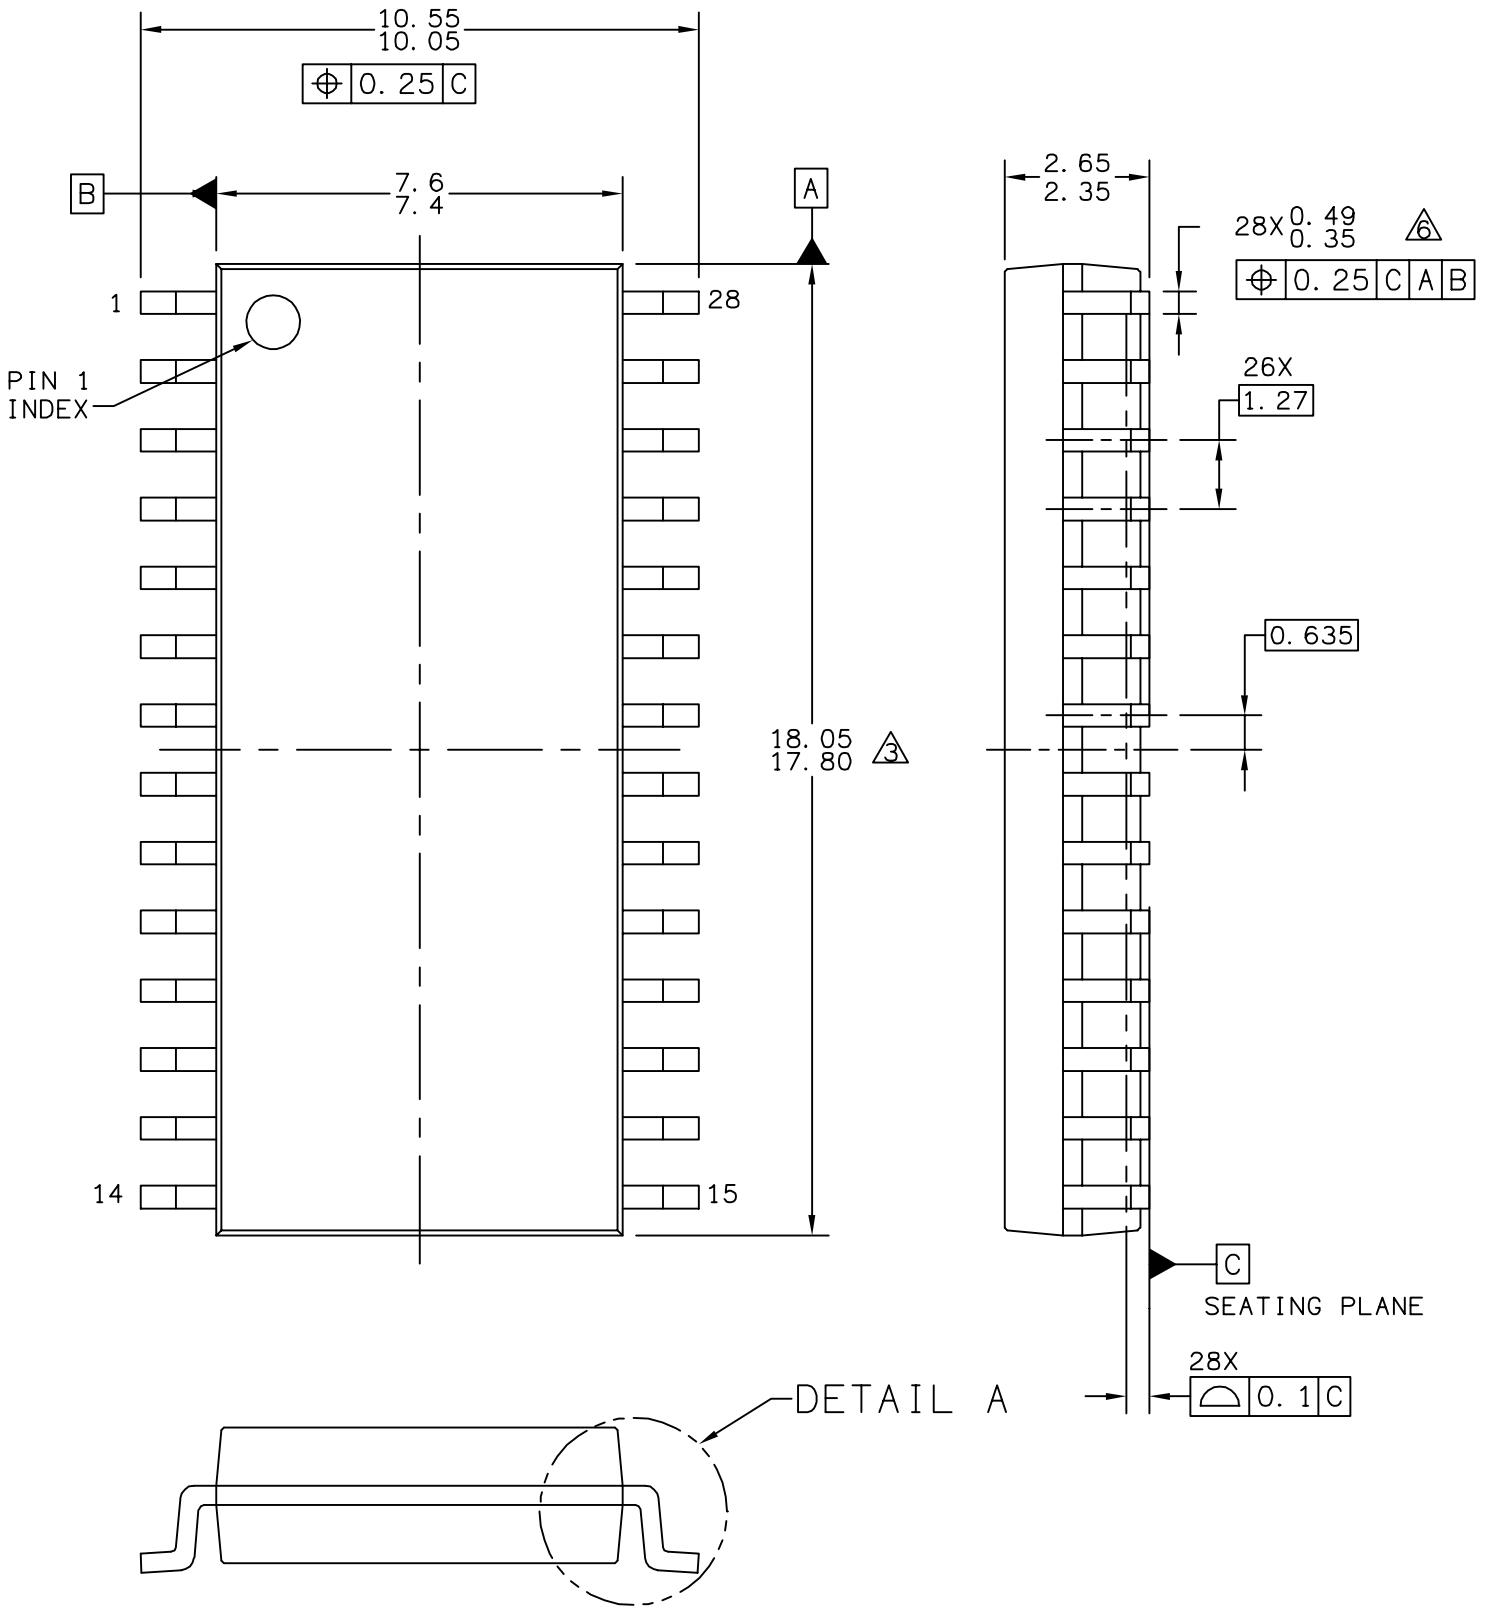 10.55
10.05
⌖ 0.25 C
B
7.6
7.4
A
2.65
2.35
28X 0.49
0.35
6
⌖ 0.25 C A B
1
28
PIN 1
INDEX
26X
1.27
0.635
18.05
17.80
3
14
15
C
SEATING PLANE
28X
⌓ 0.1 C
DETAIL A